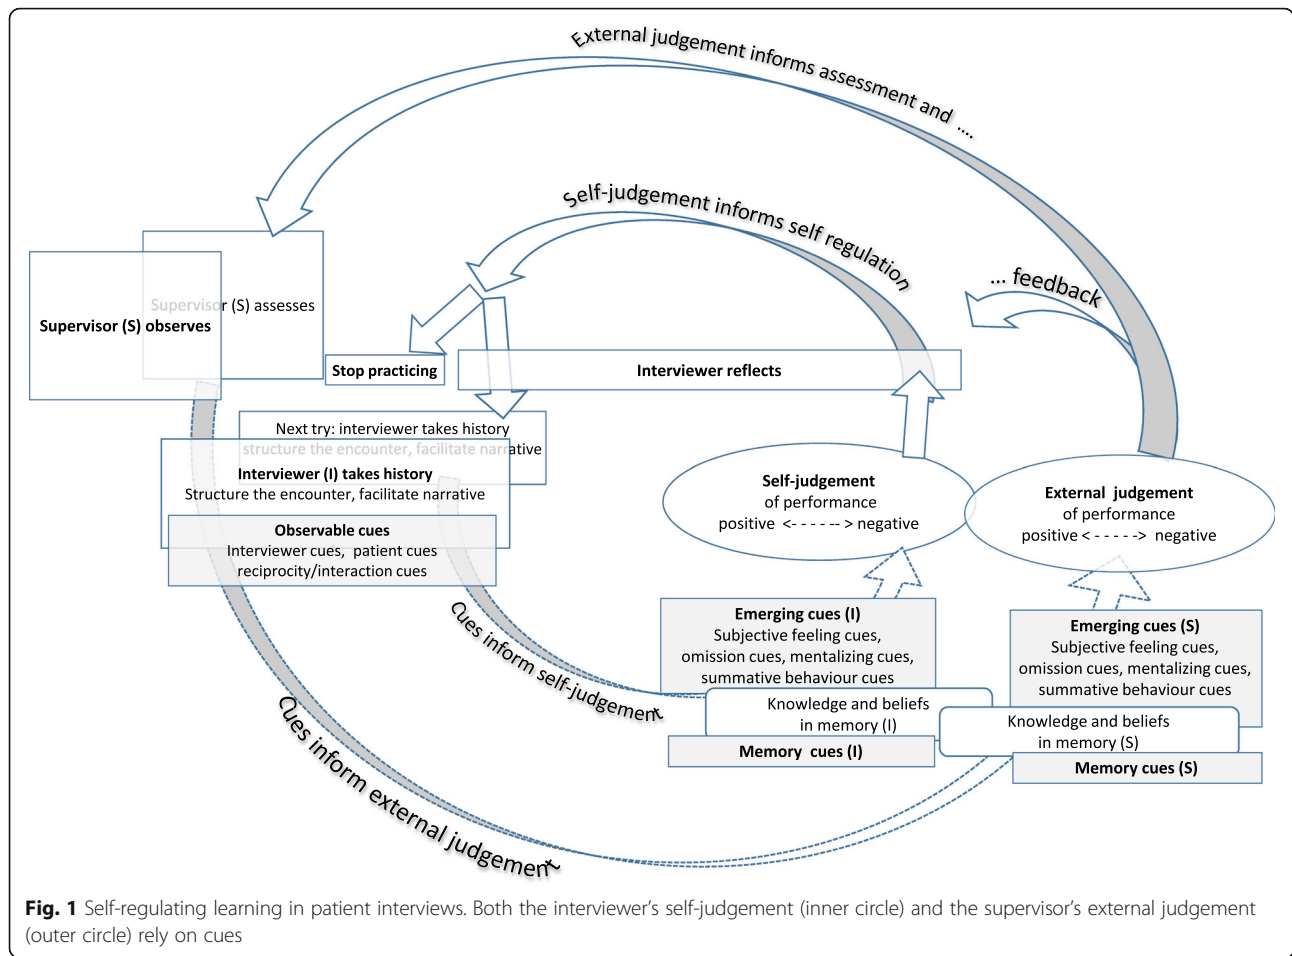 External judgement informs assessment and ....
Self-judgement informs self regulation
... feedback
Supervisor (S) assesses
Supervisor (S) observes
Stop practicing
Interviewer reflects
Next try: interviewer takes history
structure the encounter, facilitate narrative
Interviewer (I) takes history
Structure the encounter, facilitate narrative
Observable cues
Interviewer cues, patient cues
reciprocity/interaction cues
Self-judgement
of performance
positive <- - - - -- > negative
External judgement
of performance
positive < - - - - -> negative
Cues inform self-judgement
Cues inform external judgement
Emerging cues (I)
Subjective feeling cues,
omission cues, mentalizing cues,
summative behaviour cues
Knowledge and beliefs
in memory (I)
Memory cues (I)
Emerging cues (S)
Subjective feeling cues,
omission cues, mentalizing cues,
summative behaviour cues
Knowledge and beliefs
in memory (S)
Memory cues (S)
Fig. 1 Self-regulating learning in patient interviews. Both the interviewer's self-judgement (inner circle) and the supervisor's external judgement
(outer circle) rely on cues